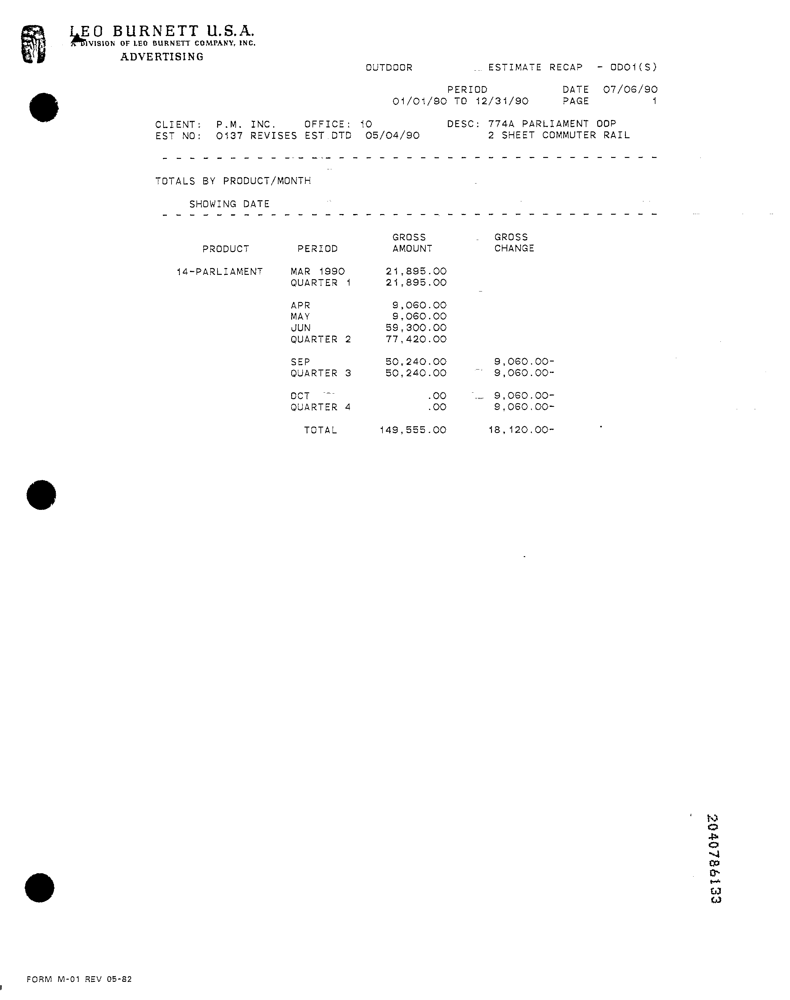 LEO BURNETT U.S.A.
A DIVISION OF LEO BURNETT COMPANY, INC.
ADVERTISING
OUTDOOR ESTIMATE RECAP - OD01(S)
PERIOD DATE 07/06/90
01/01/90 TO 12/31/90 PAGE 1
CLIENT: P.M. INC. OFFICE: 10 DESC: 774A PARLIAMENT OOP
EST NO: 0137 REVISES EST DTD 05/04/90 2 SHEET COMMUTER RAIL
TOTALS BY PRODUCT/MONTH
SHOWING DATE
GROSS GROSS
PRODUCT PERIOD AMOUNT CHANGE
14-PARLIAMENT MAR 1990 21,895.00
QUARTER 1 21,895.00
APR 9,060.00
MAY 9,060.00
JUN 59,300.00
QUARTER 2 77,420.00
SEP 50,240.00 9,060.00-
QUARTER 3 50,240.00 9,060.00-
OCT .00 9,060.00-
QUARTER 4 .00 9,060.00-
TOTAL 149,555.00 18,120.00-
2040786133
FORM M-01 REV 05-82